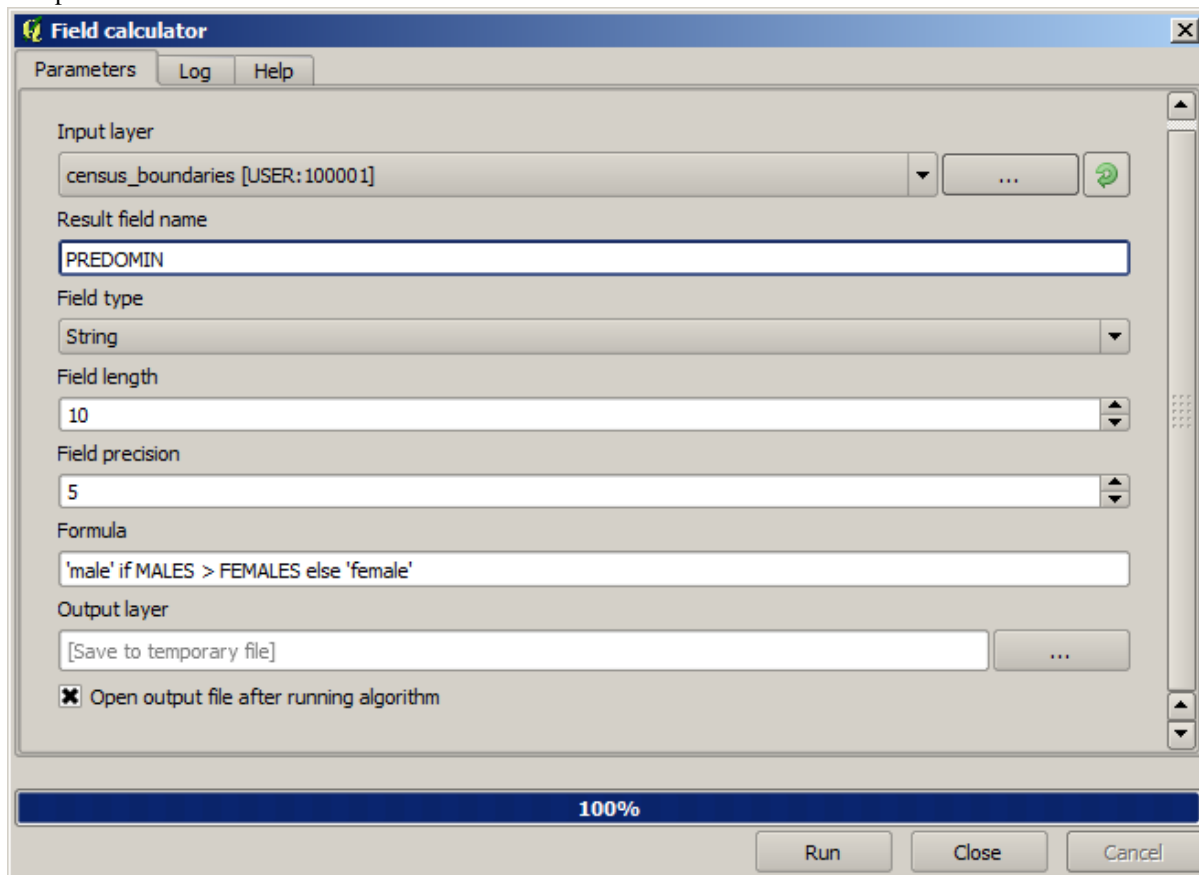 Field calculator
Parameters Log Help
Input layer
census_boundaries [USER:100001]
...
Result field name
PREDOMIN
Field type
String
Field length
10
Field precision
5
Formula
'male' if MALES > FEMALES else 'female'
Output layer
[Save to temporary file]
...
Open output file after running algorithm
100%
Run Close Cancel